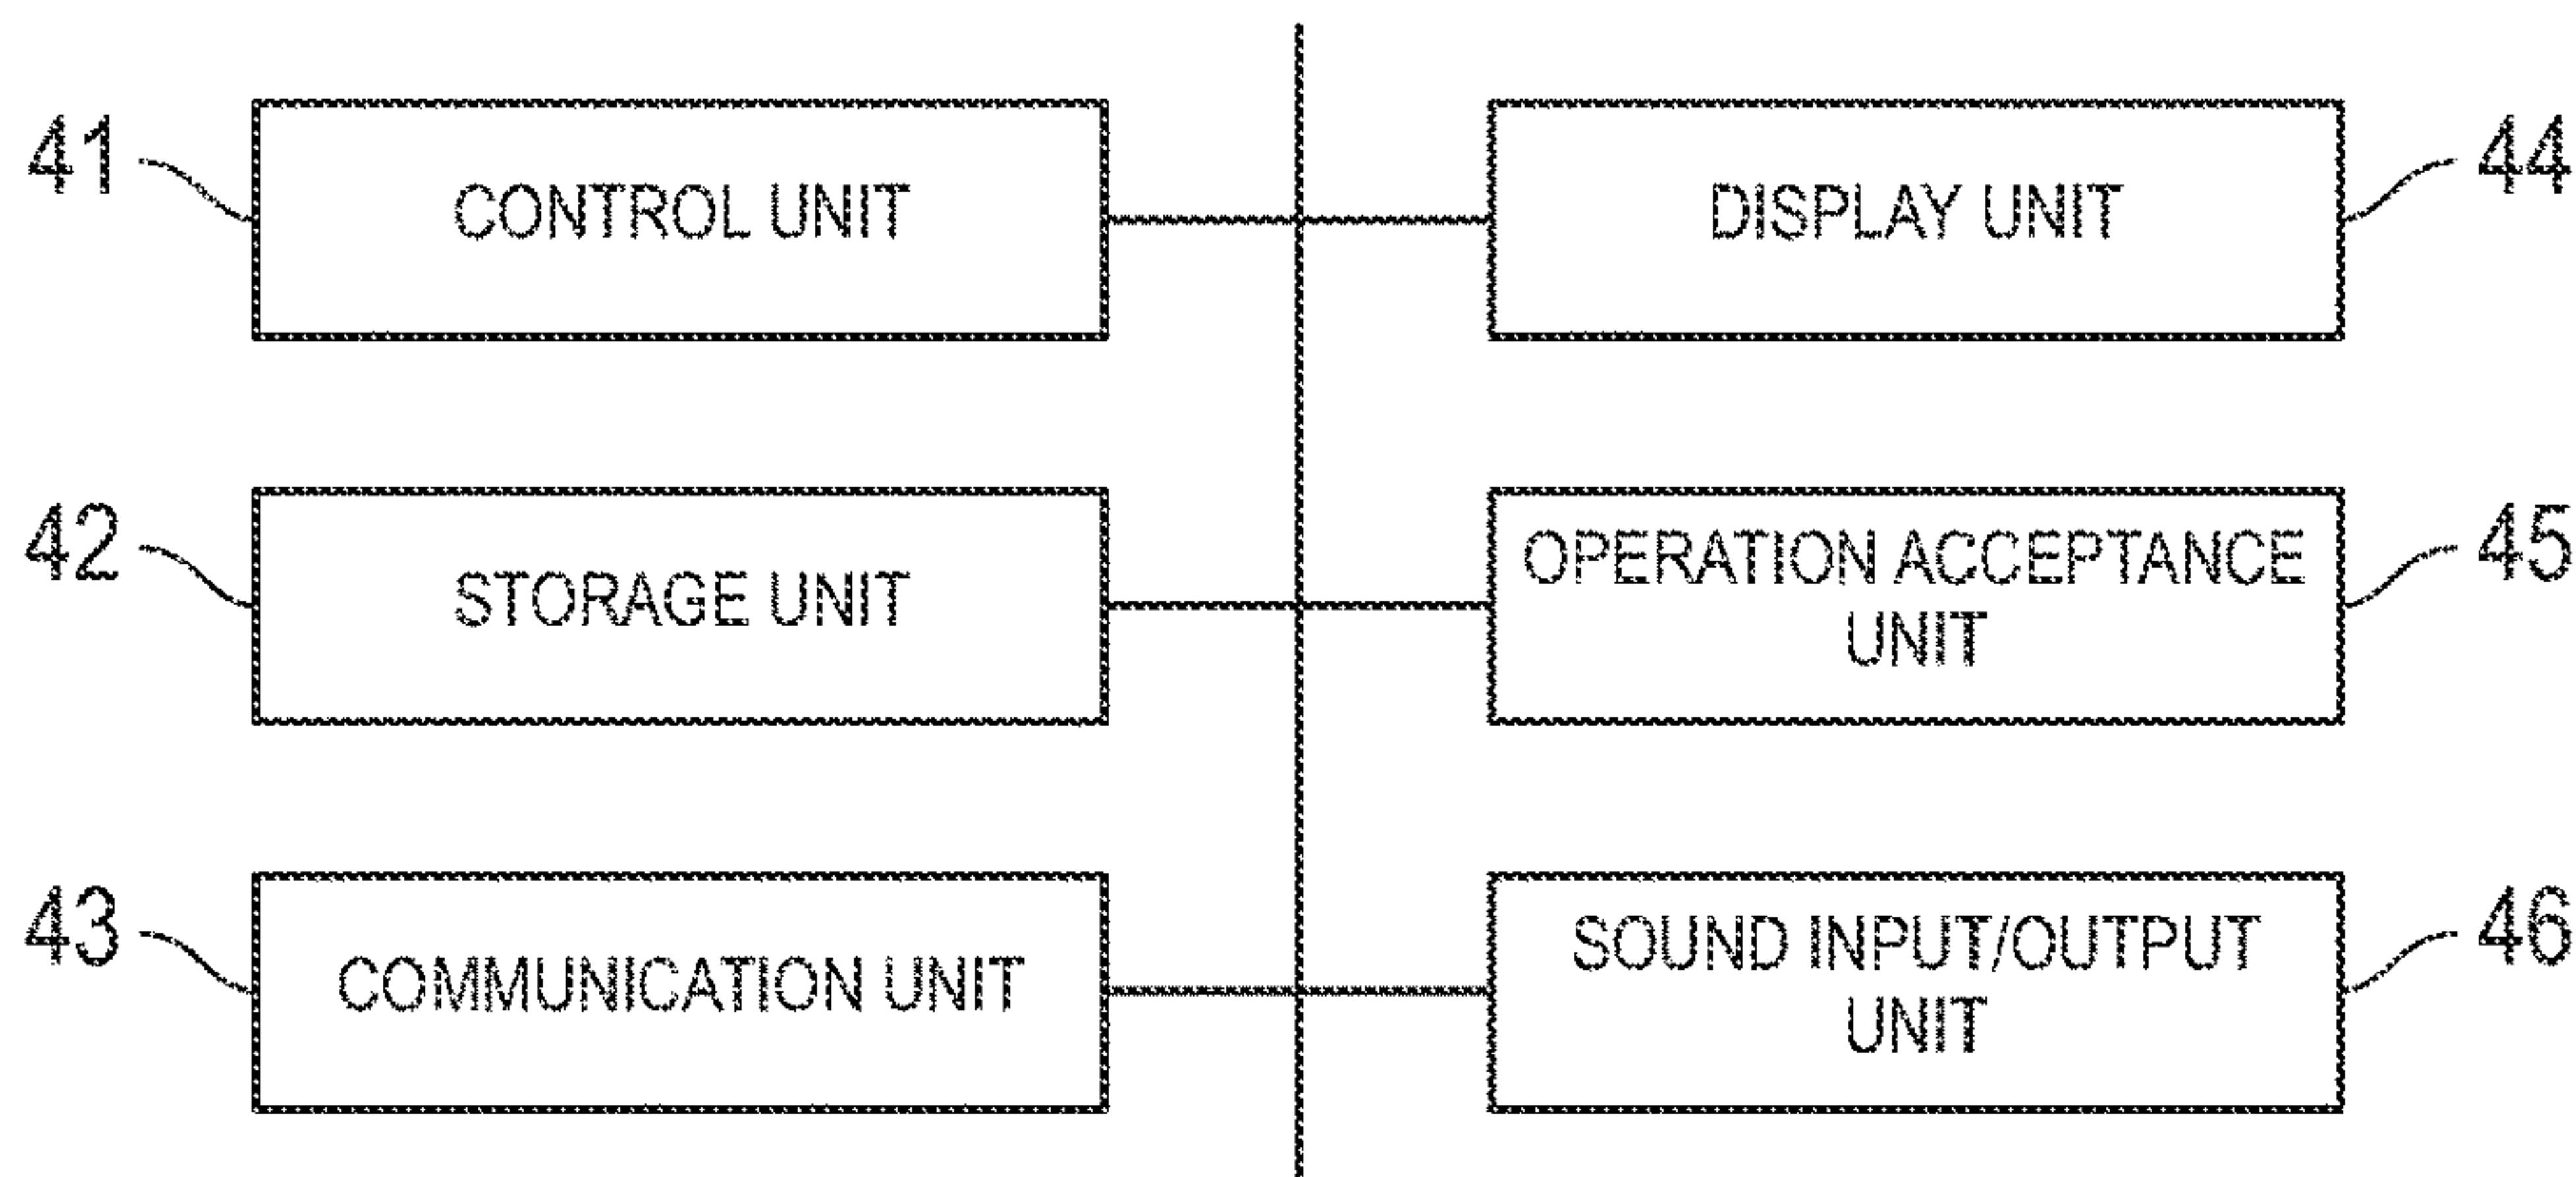 41
CONTROL UNIT
DISPLAY UNIT
44
42
STORAGE UNIT
OPERATION ACCEPTANCE
UNIT
45
43
COMMUNICATION UNIT
SOUND INPUT/OUTPUT
UNIT
46